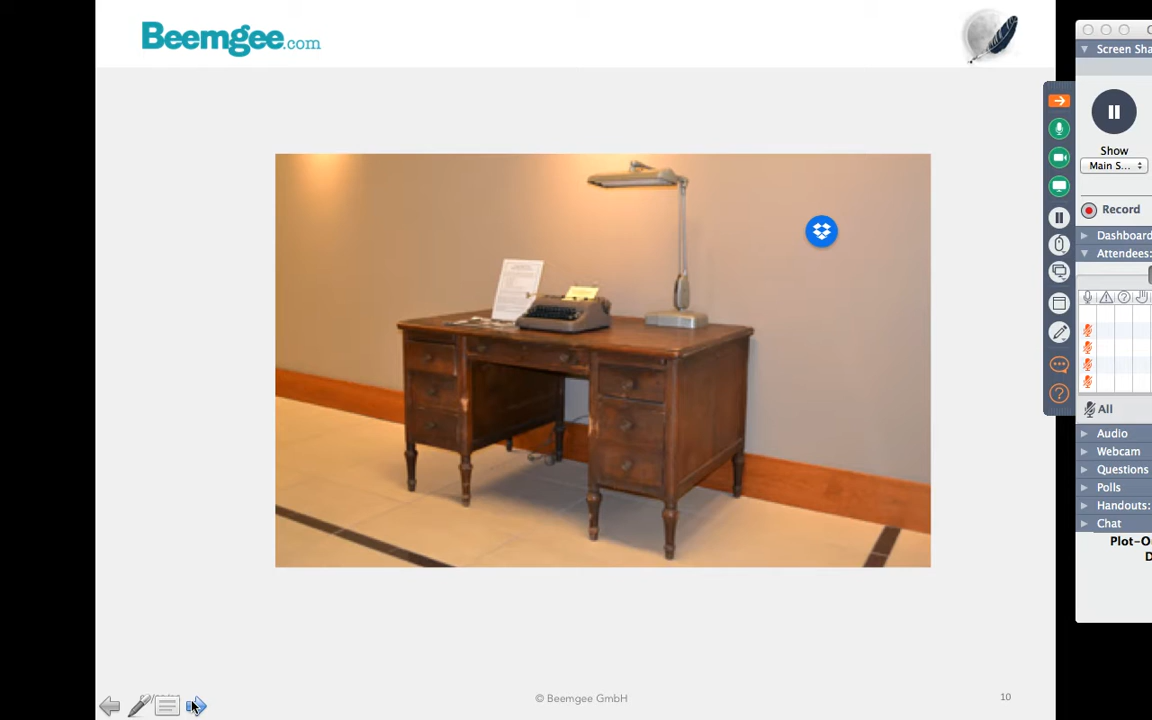 Beemgee.com
Screen Sha
Show
Main S...
Record
Dashboard
Attendees:
All
Audio
Webcam
Questions
Polls
Handouts:
Chat
Plot-O
D
© Beemgee GmbH
10